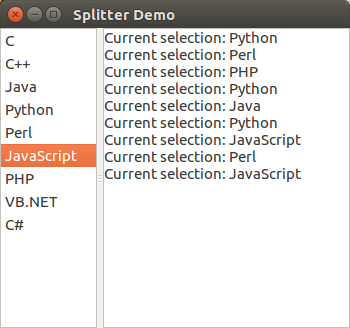 Splitter Demo
C
C++
Java
Python
Perl
JavaScript
PHP
VB.NET
C#
Current selection: Python
Current selection: Perl
Current selection: PHP
Current selection: Python
Current selection: Java
Current selection: Python
Current selection: JavaScript
Current selection: Perl
Current selection: JavaScript